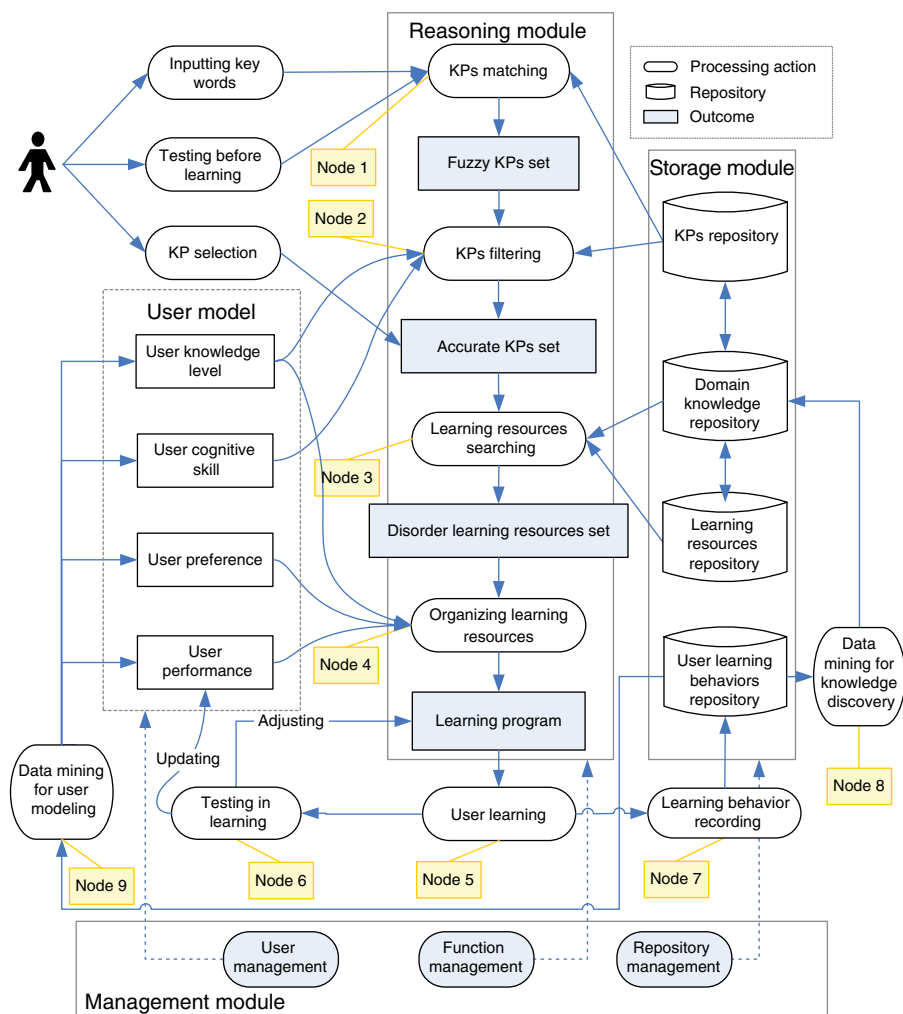 Reasoning module
Inputting key
words
KPs matching
Processing action
Repository
Outcome
Testing before
learning
Node 1
Fuzzy KPs set
Storage module
Node 2
KPs repository
KP selection
KPs filtering
User model
User knowledge
level
Accurate KPs set
Domain
knowledge
repository
User cognitive
skill
Learning resources
searching
Node 3
Disorder learning resources set
Learning
resources
repository
User preference
Organizing learning
resources
Node 4
User
performance
User learning
behaviors
repository
Data
mining for
knowledge
discovery
Adjusting
Learning program
Updating
Data mining
for user
modeling
Testing in
learning
User learning
Learning behavior
recording
Node 8
Node 9
Node 6
Node 5
Node 7
User
management
Function
management
Repository
management
Management module